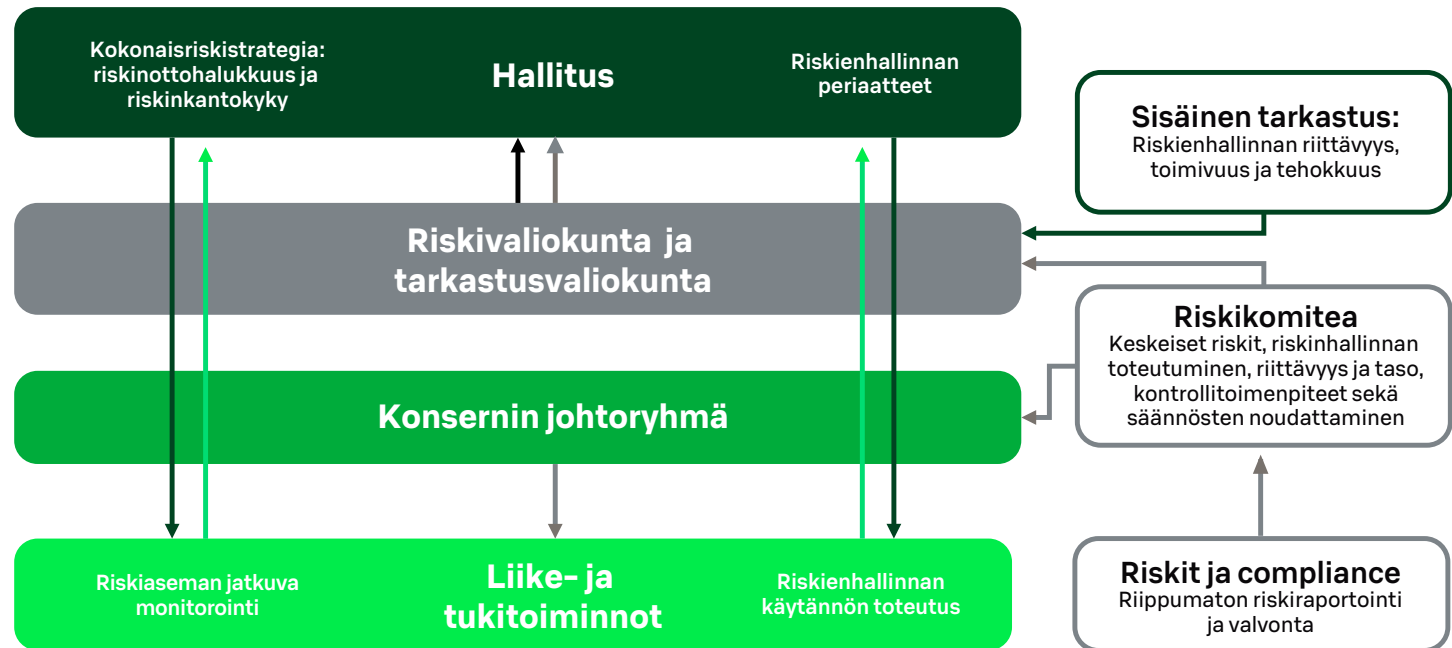 Kokonaisriskistrategia:
riskinottohalukkuus ja
riskinkantokyky
Hallitus
Riskienhallinnan
periaatteet
Sisäinen tarkastus:
Riskienhallinnan riittävyys,
toimivuus ja tehokkuus
Riskivaliokunta ja
tarkastusvaliokunta
Riskikomitea
Keskeiset riskit, riskinhallinnan
toteutuminen, riittävyys ja taso,
kontrollitoimenpiteet sekä
säännösten noudattaminen
Konsernin johtoryhmä
Riskiaseman jatkuva
monitorointi
Liike- ja
tukitoiminnot
Riskienhallinnan
käytännön toteutus
Riskit ja compliance
Riippumaton riskiraportointi
ja valvonta